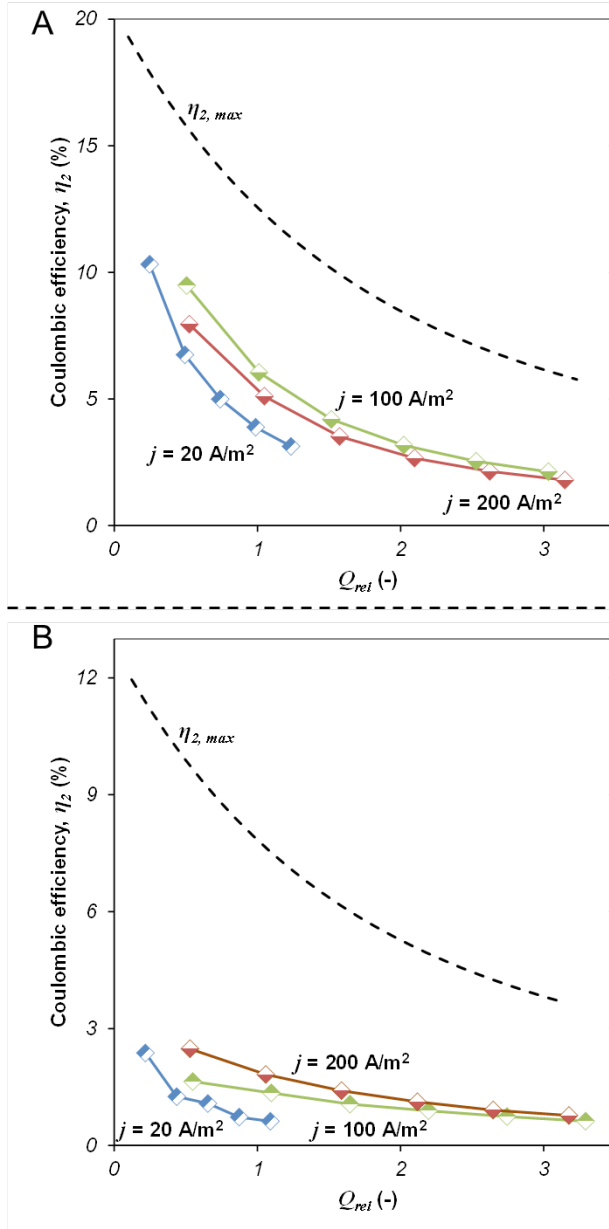 A
20
15
10
5
0
Coulombic efficiency, η2 (%)
η2, max
j = 100 A/m2
j = 20 A/m2
j = 200 A/m2
0 1 2 3
Qrel (-)
B
12
9
6
3
0
Coulombic efficiency, η2 (%)
η2, max
j = 200 A/m2
j = 20 A/m2 j = 100 A/m2
0 1 2 3
Qrel (-)